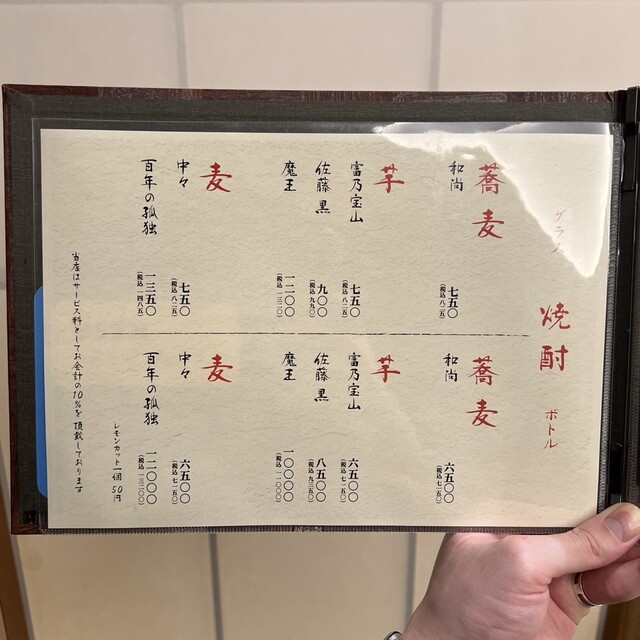 焼酎
グラス
蕎麦
和尚
七五〇
(税込 八二五)
芋
富乃宝山
七五〇
(税込 八二五)
佐藤黒
九〇〇
(税込 九九〇)
魔王
一二〇〇
(税込 一三二〇)
麦
中々
七五〇
(税込 八二五)
百年の孤独
一三五〇
(税込 一四八五)
ボトル
蕎麦
和尚
六五〇〇
(税込 七一五〇)
芋
富乃宝山
六五〇〇
(税込 七一五〇)
佐藤黒
八五〇〇
(税込 九三五〇)
魔王
一〇〇〇〇
(税込 一一〇〇〇)
麦
中々
六五〇〇
(税込 七一五〇)
百年の孤独
一二〇〇〇
(税込 一三二〇〇)
レモンカット一個 50円
当店はサービス料としてお会計の10%を頂戴しております